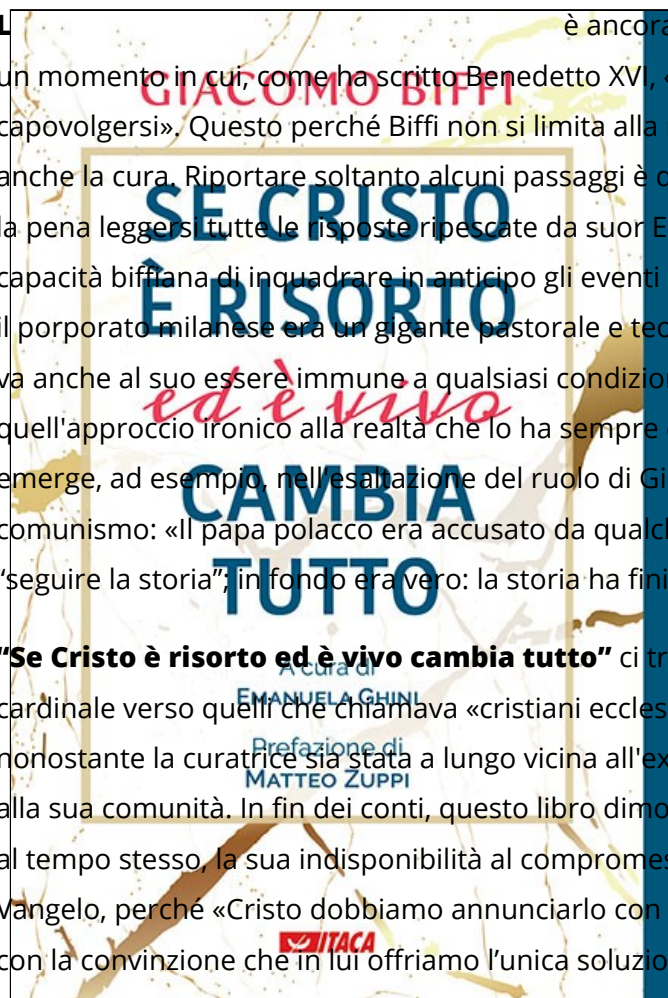 L è ancora
un momento in cui, come ha scritto Benedetto XVI, «
capovolgersi». Questo perché Biffi non si limita alla
anche la cura. Riportare soltanto alcuni passaggi è
la pena leggersi tutte le risposte ripescate da suor E
capacità biffiana di inquadrare in anticipo gli eventi
il porporato milanese era un gigante pastorale e teo
va anche al suo essere immune a qualsiasi condizio
quell'approccio ironico alla realtà che lo ha sempre
emerge, ad esempio, nell'esaltazione del ruolo di Gi
comunismo: «Il papa polacco era accusato da qualc
"seguire la storia"; in fondo era vero: la storia ha fini
“Se Cristo è risorto ed è vivo cambia tutto” ci tr
cardinale verso quelli che chiamava «cristiani eccles
nonostante la curatrice sia stata a lungo vicina all'ex
alla sua comunità. In fin dei conti, questo libro dimo
al tempo stesso, la sua indisponibilità al compromes
Vangelo, perché «Cristo dobbiamo annunciarlo con
con la convinzione che in lui offriamo l’unica soluzio
GIACOMO BIFFI
SE CRISTO
È RISORTO
ed è vivo
CAMBIA
TUTTO
A cura di
EMANUELA GHINI
Prefazione di
MATTEO ZUPPI
ITACA